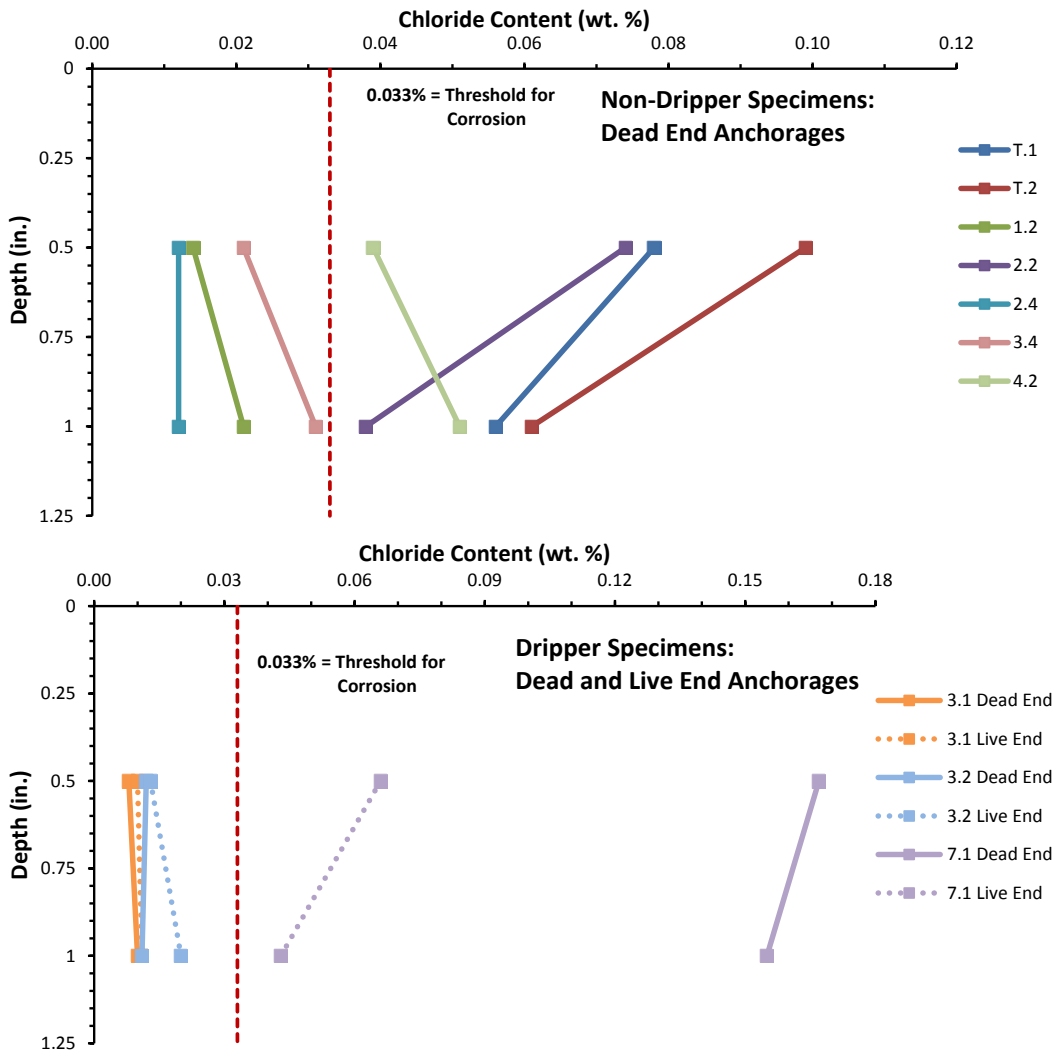 Chloride Content (wt. %)
0.00 0.02 0.04 0.06 0.08 0.10 0.12
0
0.033% = Threshold for
Corrosion
Non-Dripper Specimens:
Dead End Anchorages
0.25
0.5
0.75
1
1.25
Depth (in.)
T.1
T.2
1.2
2.2
2.4
3.4
4.2
Chloride Content (wt. %)
0.00 0.03 0.06 0.09 0.12 0.15 0.18
0
0.033% = Threshold for
Corrosion
Dripper Specimens:
Dead and Live End Anchorages
0.25
0.5
0.75
1
1.25
Depth (in.)
3.1 Dead End
3.1 Live End
3.2 Dead End
3.2 Live End
7.1 Dead End
7.1 Live End